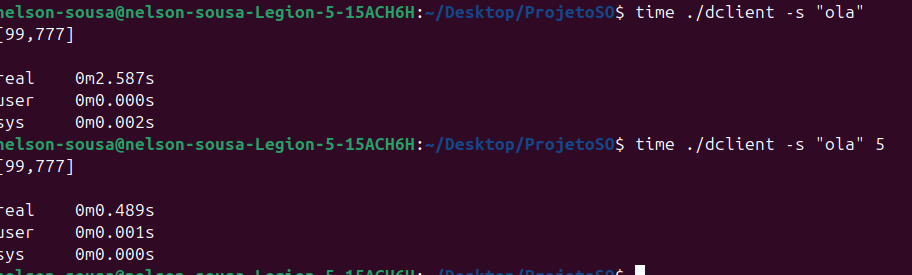 nelson-sousa@nelson-sousa-Legion-5-15ACH6H:~/Desktop/ProjetoSO$ time ./dclient -s "ola"
[99,777]
real 0m2.587s
user 0m0.000s
sys 0m0.002s
nelson-sousa@nelson-sousa-Legion-5-15ACH6H:~/Desktop/ProjetoSO$ time ./dclient -s "ola" 5
[99,777]
real 0m0.489s
user 0m0.001s
sys 0m0.000s
nelson-sousa@nelson-sousa-Legion-5-15ACH6H:~/Desktop/ProjetoSO$